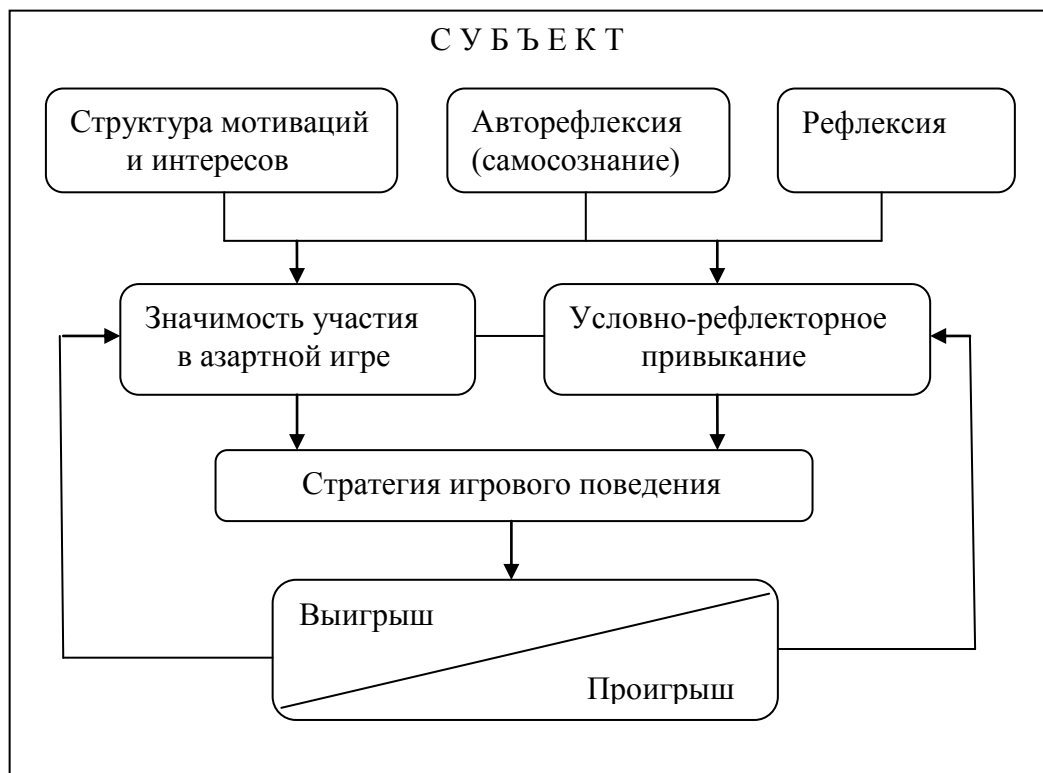 С У Б Ъ Е К Т
Структура мотиваций
и интересов
Авторефлексия
(самосознание)
Рефлексия
Значимость участия
в азартной игре
Условно-рефлекторное
привыкание
Стратегия игрового поведения
Выигрыш
Проигрыш